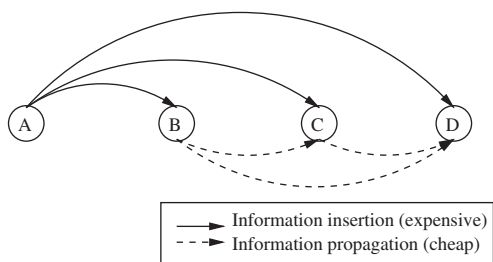 A
B
C
D
Information insertion (expensive)
Information propagation (cheap)